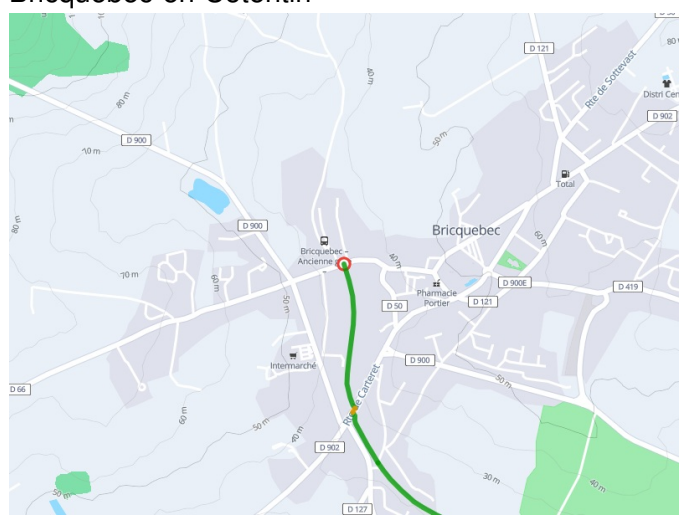 Bricquebec-en-Cotentin
D 121
80 m
Rte de Sottevast
40 m
80 m
Distri Cen
D 902
50 m
D 900
70 m
Total
80 m
D 900
Bricquebec
Bricquebec –
Ancienne
60 m
40 m
70 m
60 m
D 900E
Pharmacie
Portier
D 121
D 419
50 m
D 50
Intermarché
D 900
Rte de Carteret
50 m
D 66
60 m
50 m
40 m
D 902
30 m
40 m
50 m
D 127